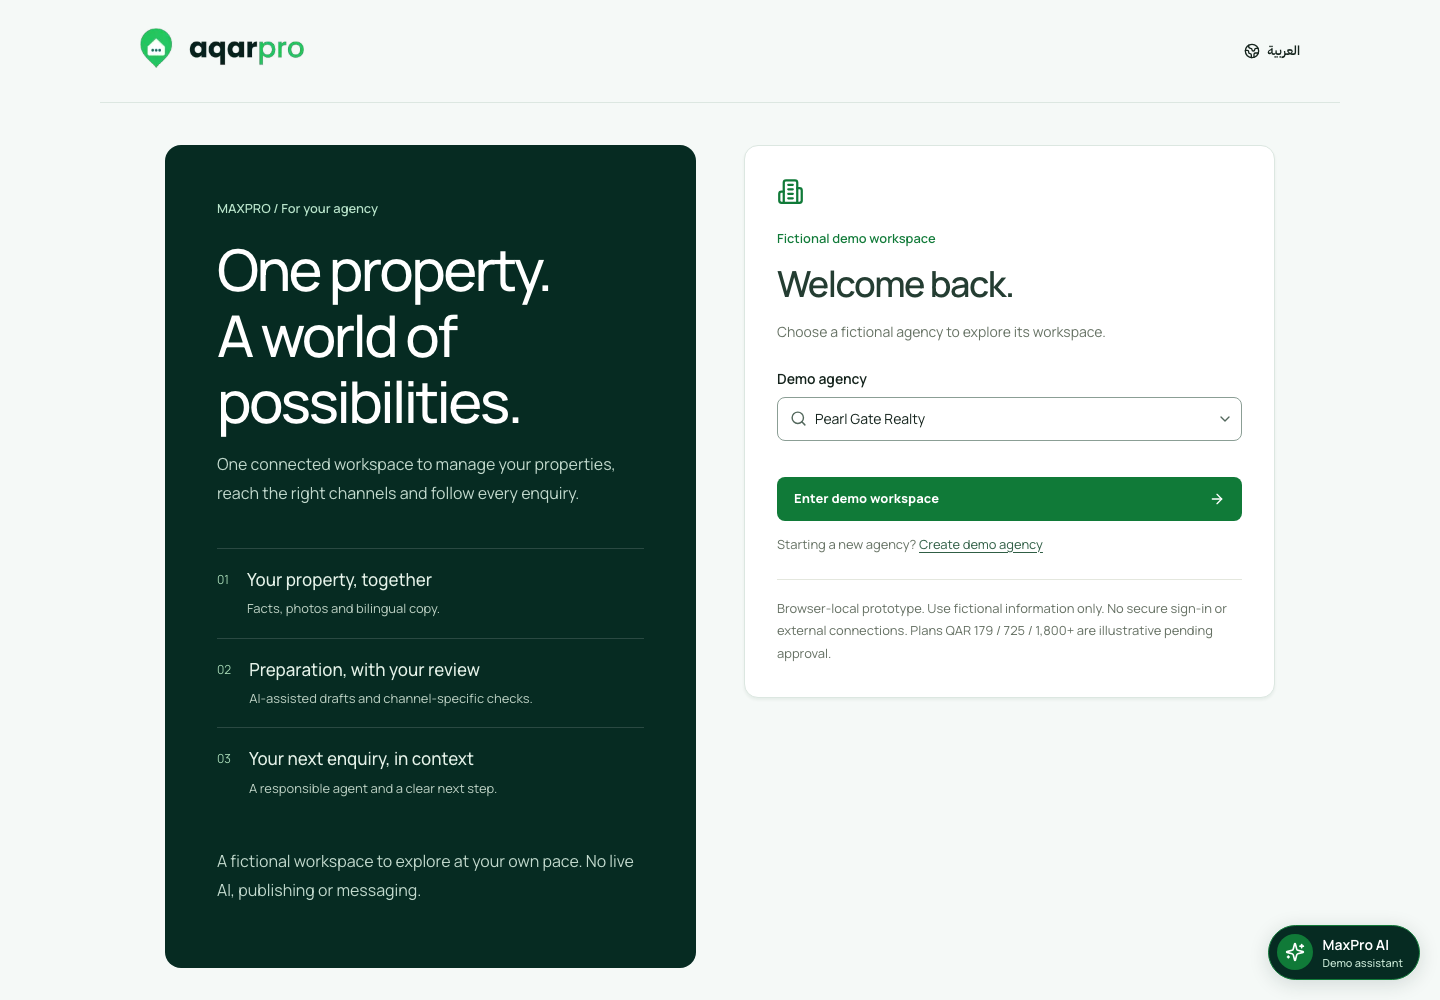 aqarpro
العربية
MAXPRO / For your agency
One property.
A world of
possibilities.
One connected workspace to manage your properties,
reach the right channels and follow every enquiry.
01 Your property, together
Facts, photos and bilingual copy.
02 Preparation, with your review
AI-assisted drafts and channel-specific checks.
03 Your next enquiry, in context
A responsible agent and a clear next step.
A fictional workspace to explore at your own pace. No live
AI, publishing or messaging.
Fictional demo workspace
Welcome back.
Choose a fictional agency to explore its workspace.
Demo agency
Pearl Gate Realty
Enter demo workspace
Starting a new agency? Create demo agency
Browser-local prototype. Use fictional information only. No secure sign-in or
external connections. Plans QAR 179 / 725 / 1,800+ are illustrative pending
approval.
MaxPro AI
Demo assistant